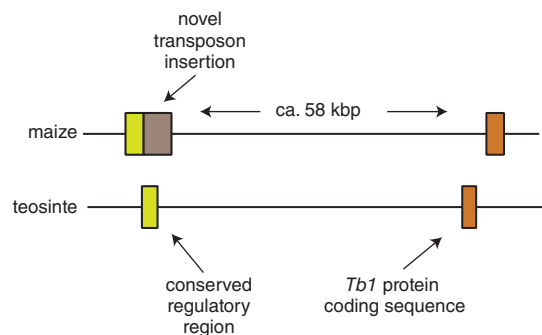 novel
transposon
insertion
ca. 58 kbp
maize
teosinte
conserved
regulatory
region
Tb1 protein
coding sequence